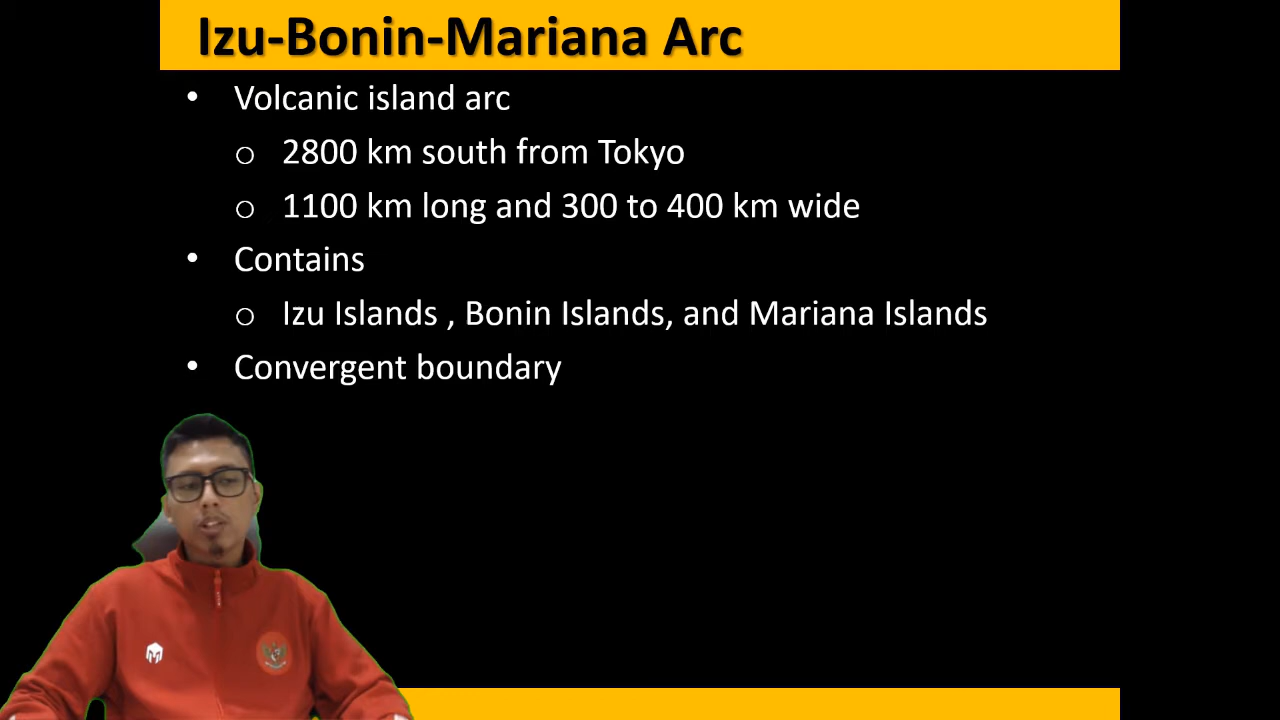 Izu-Bonin-Mariana Arc
• Volcanic island arc
o 2800 km south from Tokyo
o 1100 km long and 300 to 400 km wide
• Contains
o Izu Islands , Bonin Islands, and Mariana Islands
• Convergent boundary